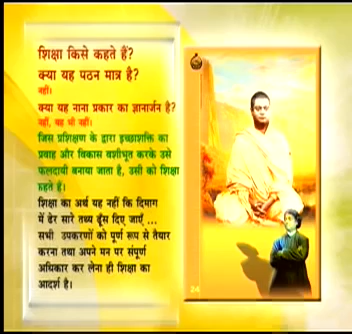 शिक्षा किसे कहते हैं?
क्या यह पठन मात्र है?
नहीं।
क्या यह नाना प्रकार का ज्ञानार्जन है?
नहीं, यह भी नहीं।
जिस प्रशिक्षण के द्वारा इच्छाशक्ति का
प्रवाह और विकास वशीभूत करके उसे
फलदायी बनाया जाता है, उसी को शिक्षा
कहते हैं।
शिक्षा का अर्थ यह नहीं कि दिमाग
में ढेर सारे तथ्य ठूँस दिए जाएँ ...
सभी उपकरणों को पूर्ण रूप से तैयार
करना तथा अपने मन पर संपूर्ण
अधिकार कर लेना ही शिक्षा का
आदर्श है।
24